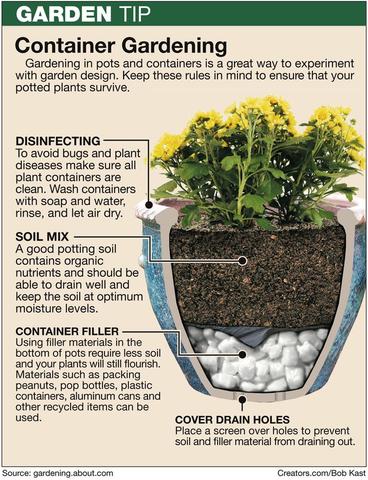 GARDEN TIP
Container Gardening
Gardening in pots and containers is a great way to experiment
with garden design. Keep these rules in mind to ensure that your
potted plants survive.
DISINFECTING
To avoid bugs and plant
diseases make sure all
plant containers are
clean. Wash containers
with soap and water,
rinse, and let air dry.
SOIL MIX
A good potting soil
contains organic
nutrients and should be
able to drain well and
keep the soil at optimum
moisture levels.
CONTAINER FILLER
Using filler materials in the
bottom of pots require less soil
and your plants will still flourish.
Materials such as packing
peanuts, pop bottles, plastic
containers, aluminum cans and
other recycled items can be
used.
COVER DRAIN HOLES
Place a screen over holes to prevent
soil and filler material from draining out.
Source: gardening.about.com
Creators.com/Bob Kast